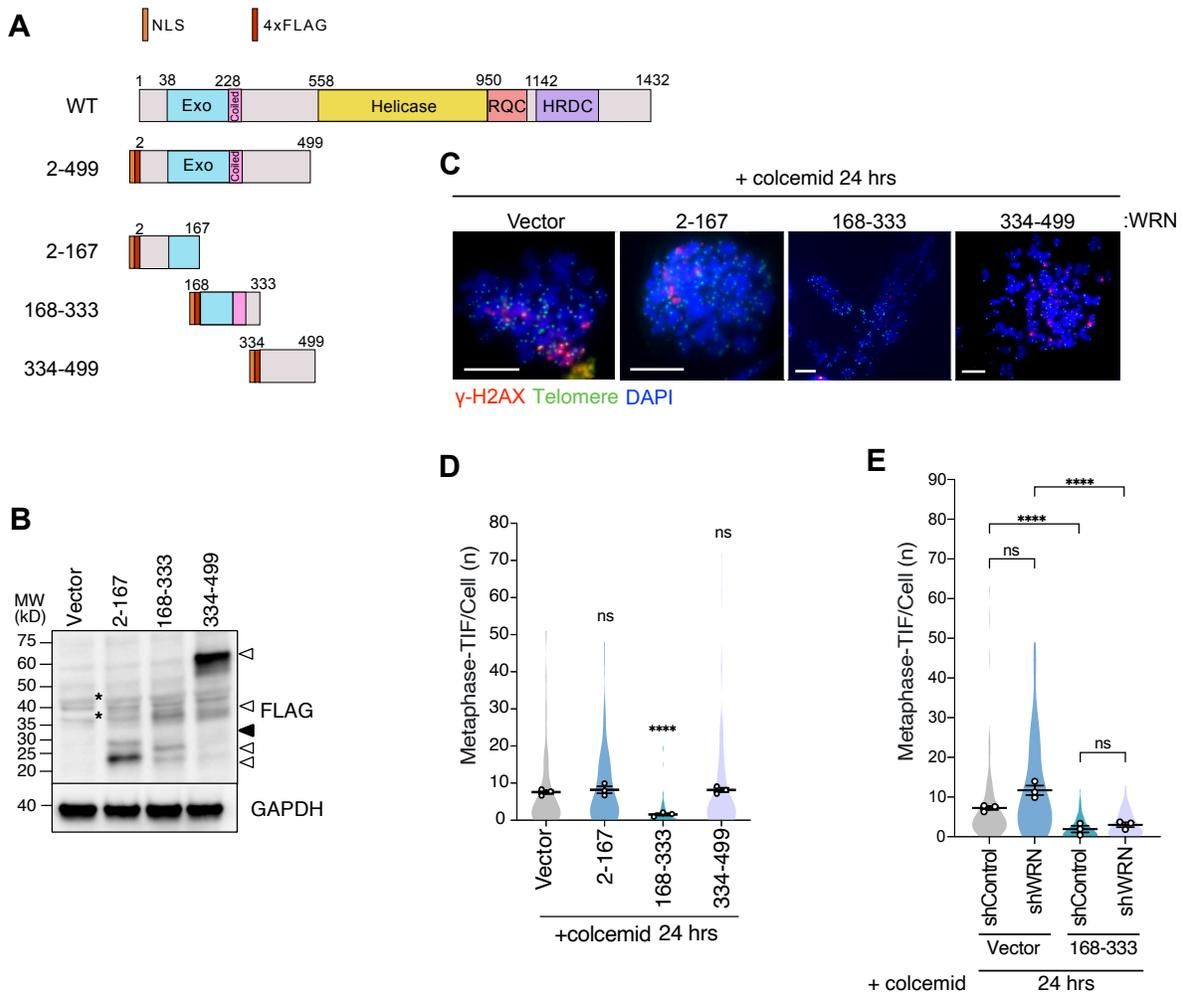 A
NLS
4xFLAG
1 38 228 558 950 1142 1432
WT
Exo
Coiled
Helicase
RQC
HRDC
2 499
2-499
Exo
Coiled
2 167
2-167
168 333
168-333
334 499
334-499
C
+ colcemid 24 hrs
Vector 2-167 168-333 334-499 :WRN
γ-H2AX Telomere DAPI
B
MW
(kD)
Vector
2-167
168-333
334-499
75
60
50
40
35
30
25
20
*
*
FLAG
40
GAPDH
D
Metaphase-TIF/Cell (n)
80
70
60
50
40
30
20
10
0
ns
****
ns
Vector
2-167
168-333
334-499
+colcemid 24 hrs
E
Metaphase-TIF/Cell (n)
90
80
70
60
50
40
30
20
10
0
****
****
ns
ns
shControl
shWRN
shControl
shWRN
Vector 168-333
+ colcemid 24 hrs